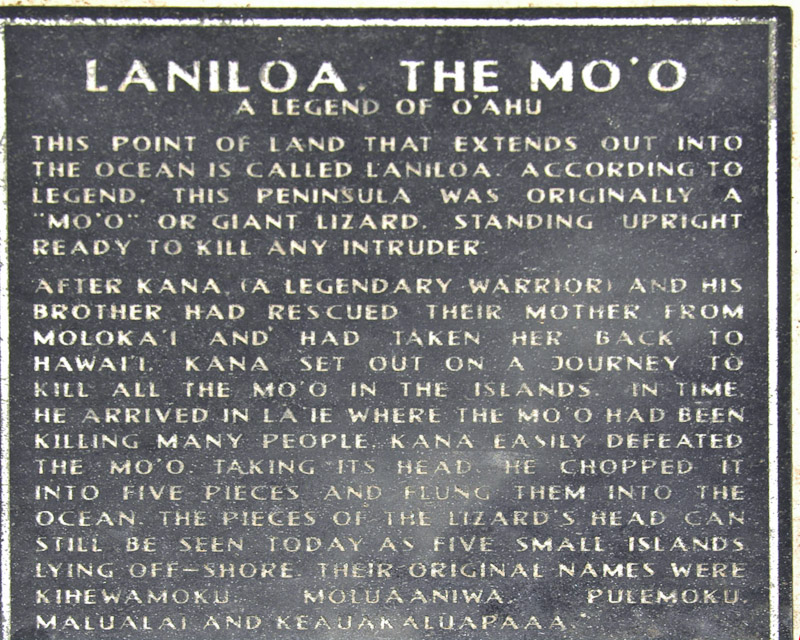 LANILOA, THE MO'O
A LEGEND OF O'AHU
THIS POINT OF LAND THAT EXTENDS OUT INTO
THE OCEAN IS CALLED LANILOA. ACCORDING TO
LEGEND, THIS PENINSULA WAS ORIGINALLY A
"MO'O" OR GIANT LIZARD, STANDING UPRIGHT
READY TO KILL ANY INTRUDER.
AFTER KANA (A LEGENDARY WARRIOR) AND HIS
BROTHER HAD RESCUED THEIR MOTHER FROM
MOLOKA'I AND HAD TAKEN HER BACK TO
HAWAI'I, KANA SET OUT ON A JOURNEY TO
KILL ALL THE MO'O IN THE ISLANDS. IN TIME,
HE ARRIVED IN LA'IE WHERE THE MO'O HAD BEEN
KILLING MANY PEOPLE. KANA EASILY DEFEATED
THE MO'O. TAKING ITS HEAD, HE CHOPPED IT
INTO FIVE PIECES AND FLUNG THEM INTO THE
OCEAN. THE PIECES OF THE LIZARD'S HEAD CAN
STILL BE SEEN TODAY AS FIVE SMALL ISLANDS
LYING OFF-SHORE. THEIR ORIGINAL NAMES WERE
KIHEWAMOKU, MOLUAANIWA, PULEMOKU,
MALUALAI AND KEAUAKALUAPAAA."